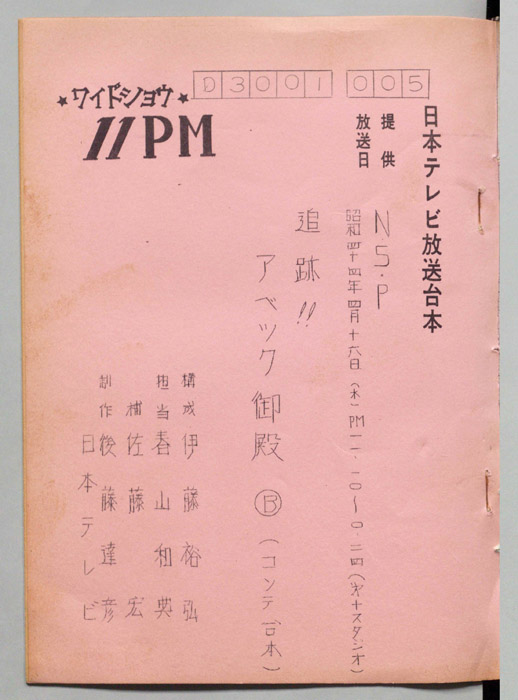 日本テレビ放送台本
D3001 005
★ワイドショウ★
11PM
提供 N.S.P
放送日 昭和四十四年四月十六日(木)PM一一.一〇〜〇.二四(第十スタジオ)
追跡!!
アベック御殿Ⓑ(コンテ台本)
構成 伊藤裕弘
担当 春山和典
補 佐藤宏
制作 後藤達彦
日本テレビ